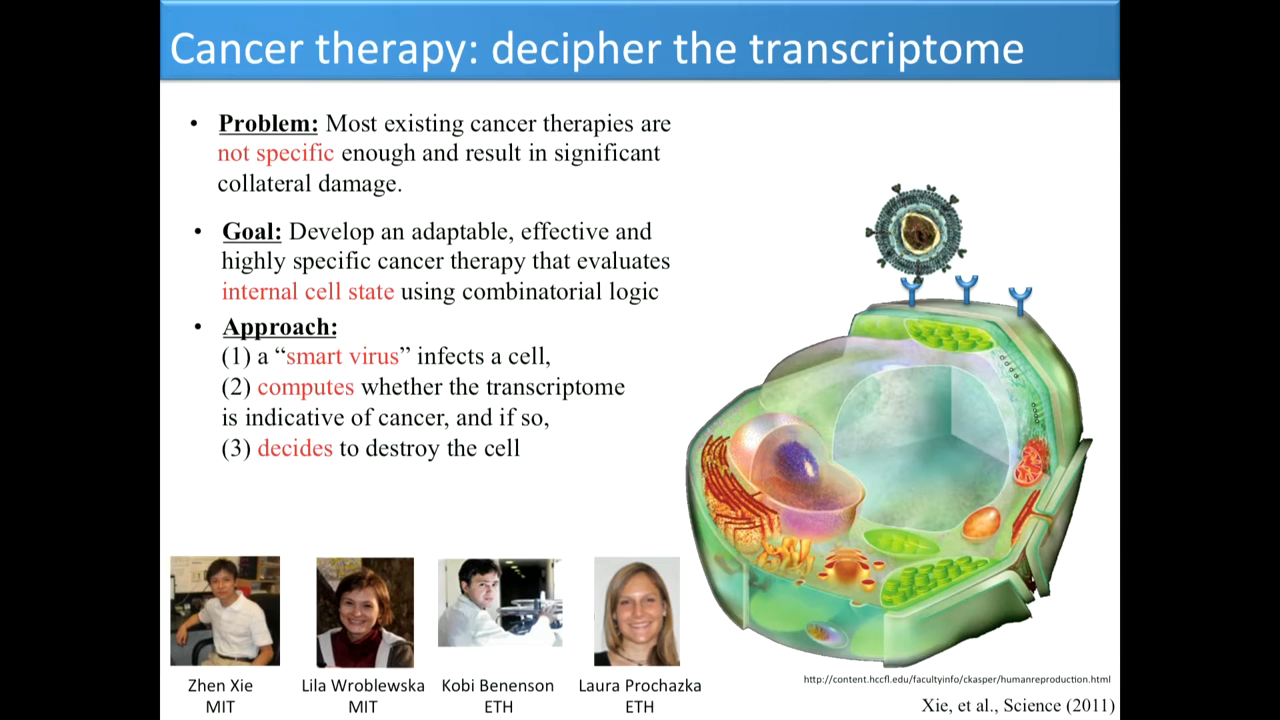 Cancer therapy: decipher the transcriptome
• Problem: Most existing cancer therapies are
not specific enough and result in significant
collateral damage.
• Goal: Develop an adaptable, effective and
highly specific cancer therapy that evaluates
internal cell state using combinatorial logic
• Approach:
(1) a “smart virus” infects a cell,
(2) computes whether the transcriptome
is indicative of cancer, and if so,
(3) decides to destroy the cell
Zhen Xie
MIT
Lila Wroblewska
MIT
Kobi Benenson
ETH
Laura Prochazka
ETH
http://content.hccfl.edu/facultyinfo/ckasper/humanreproduction.html
Xie, et al., Science (2011)